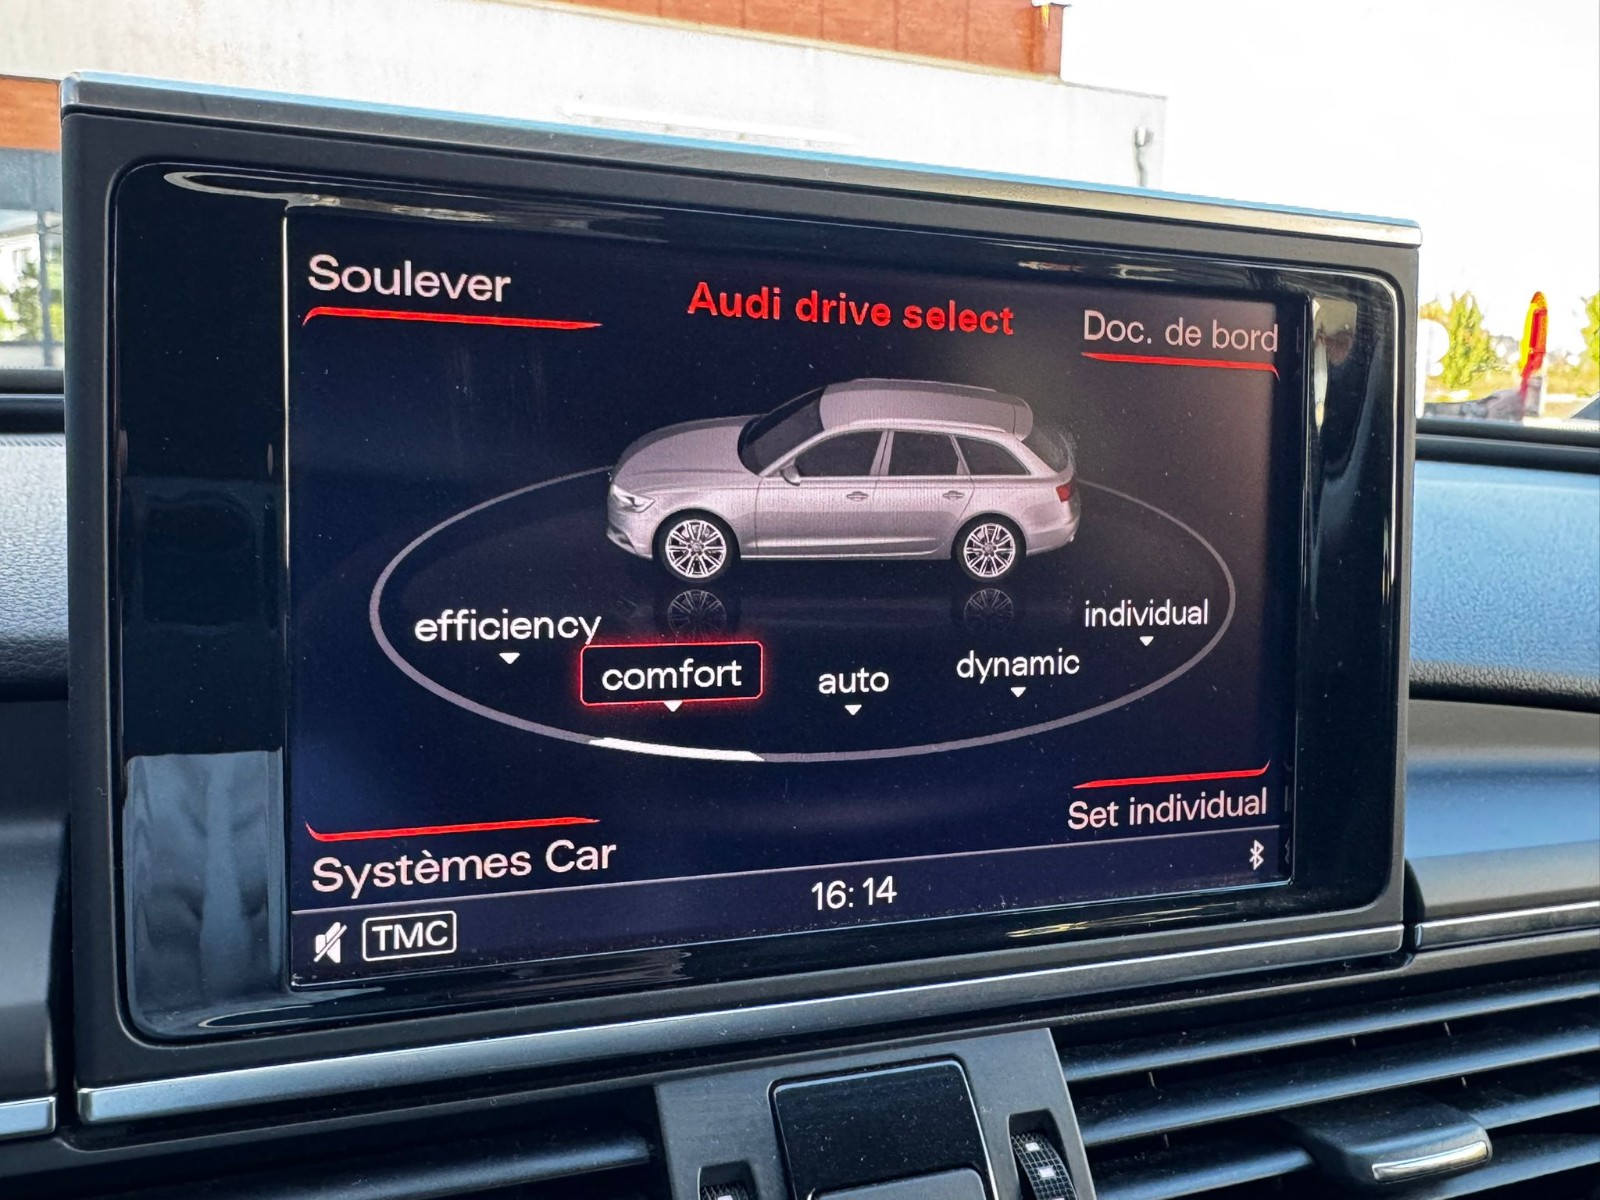 Soulever
Audi drive select
Doc. de bord
efficiency
comfort
auto
dynamic
individual
Set individual
Systèmes Car
16:14
TMC